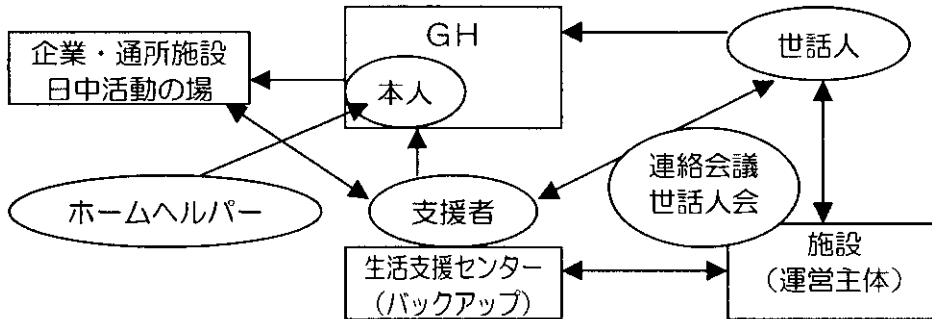 GH
世話人
企業・通所施設
日中活動の場
本人
連絡会議
世話人会
ホームヘルパー
支援者
施設
(運営主体)
生活支援センター
(バックアップ)